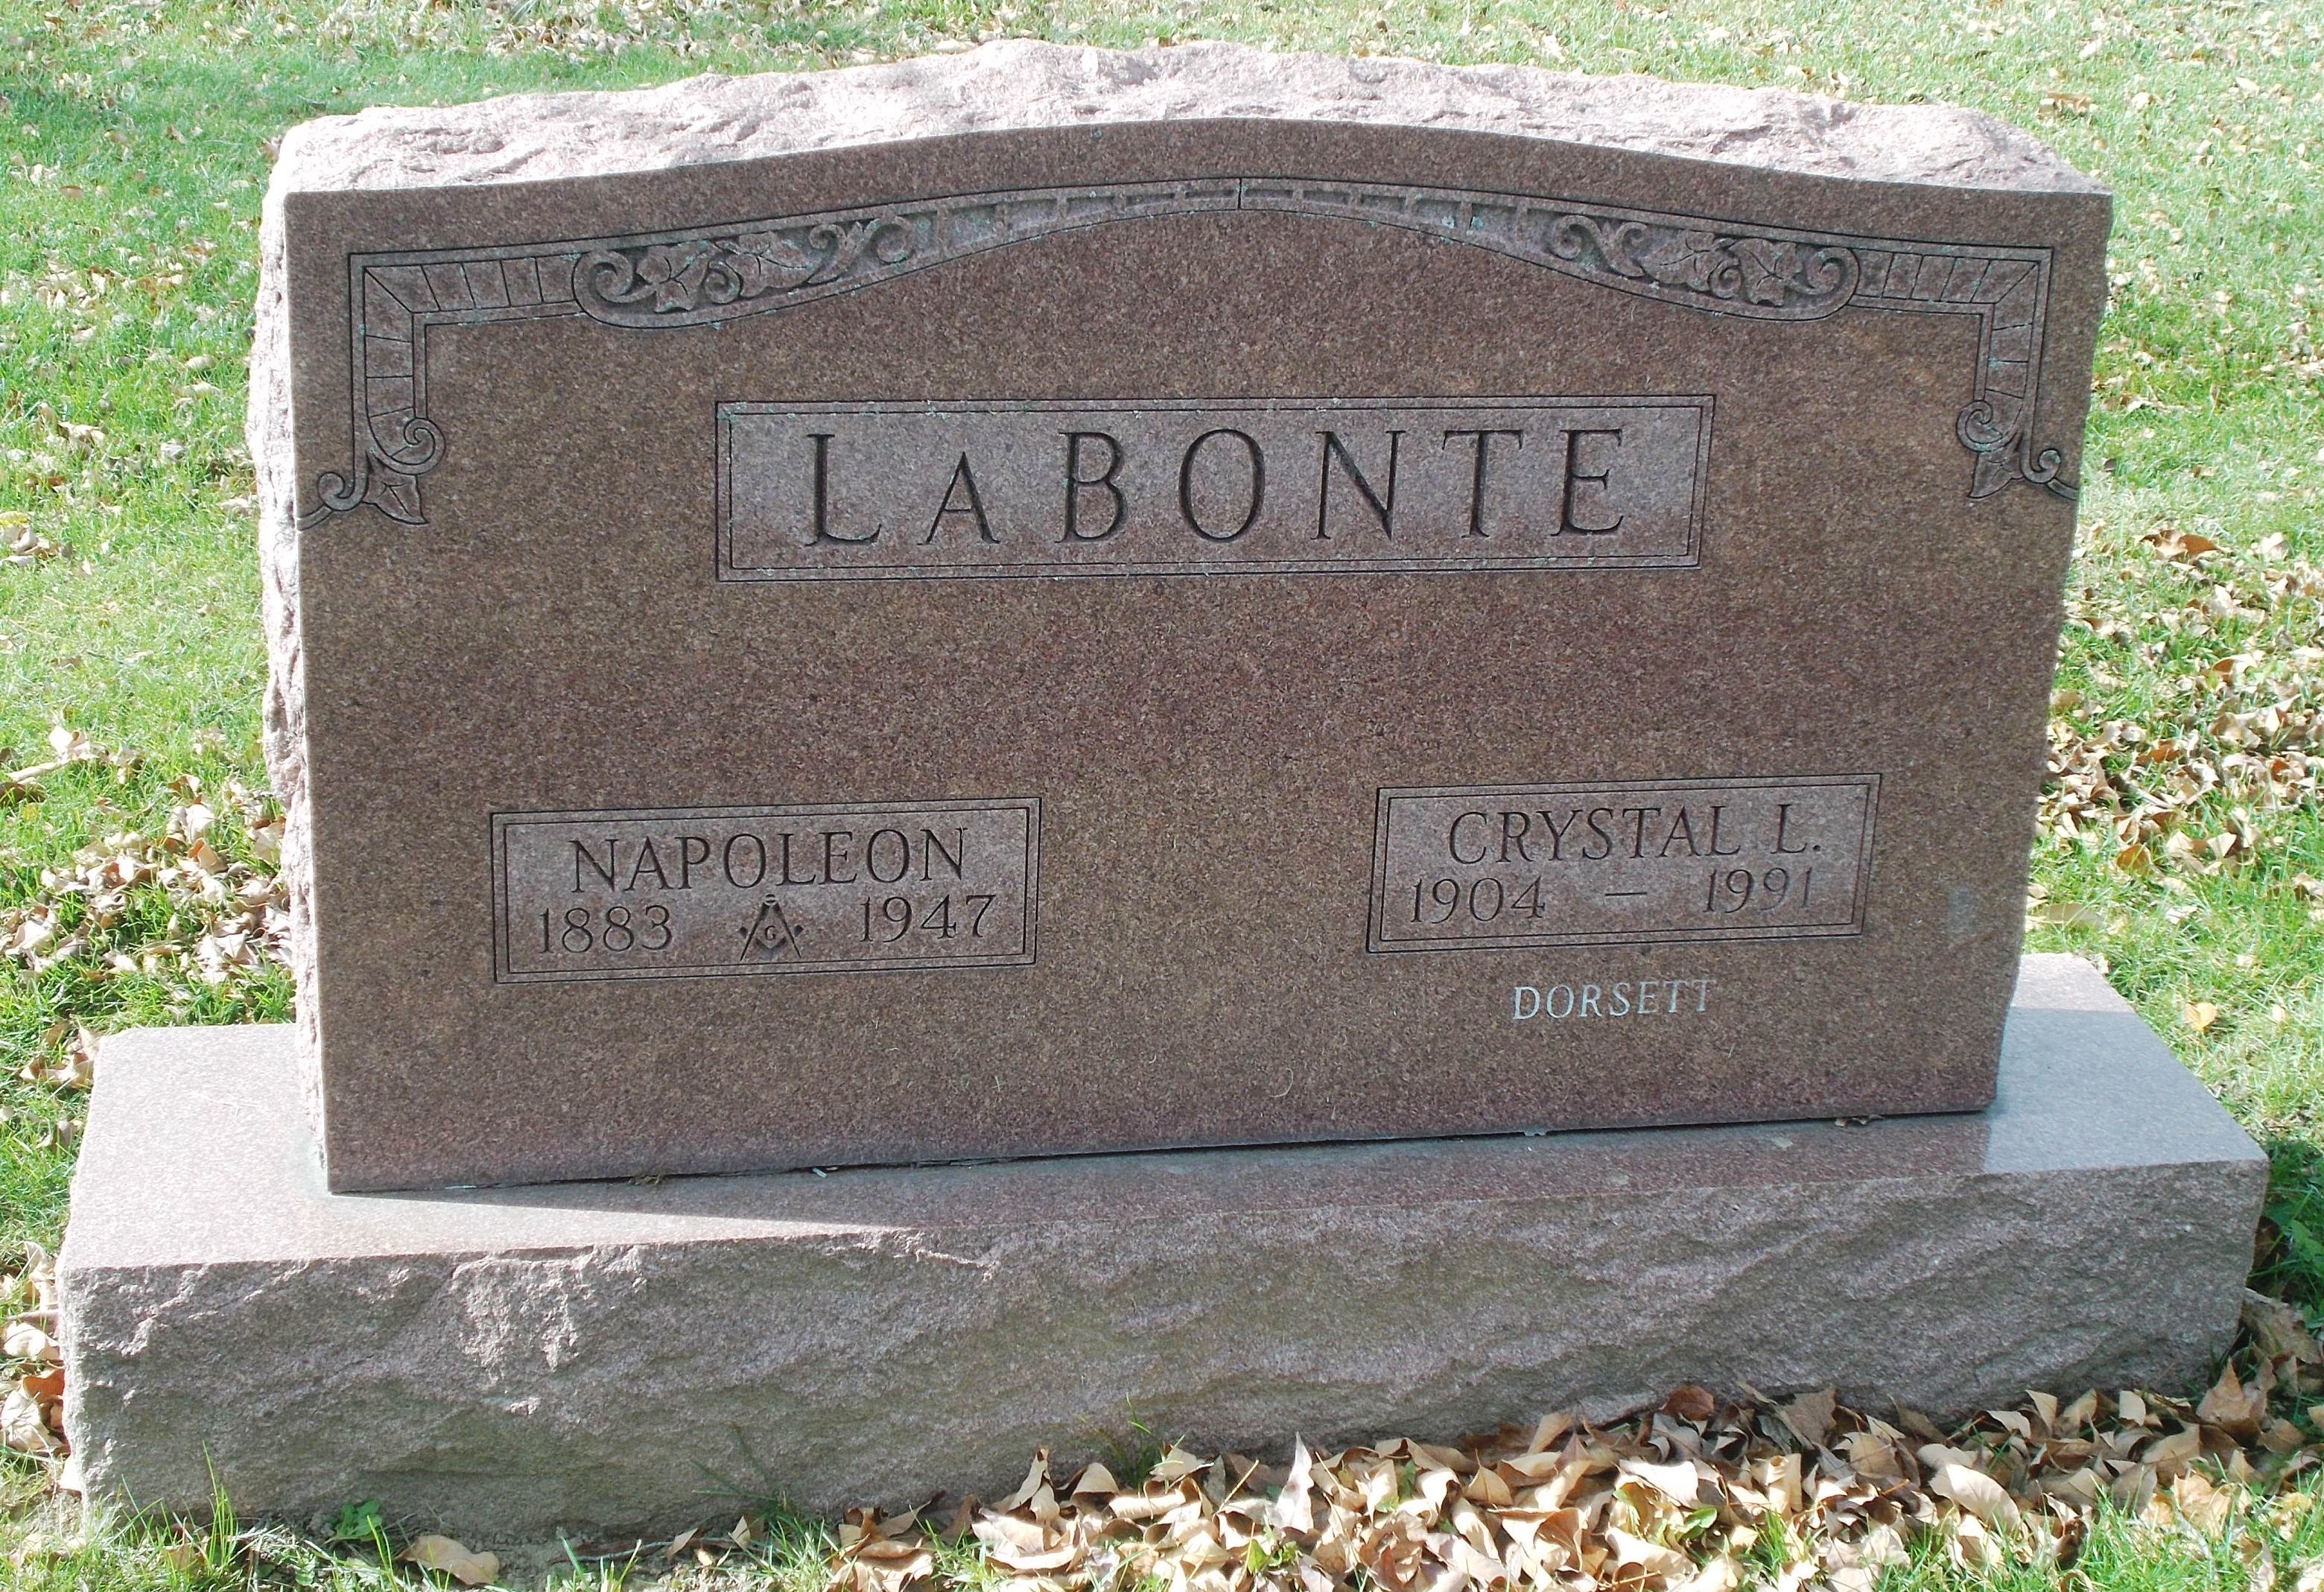 LaBONTE
NAPOLEON
1883 G 1947
CRYSTAL L.
1904 — 1991
DORSETT